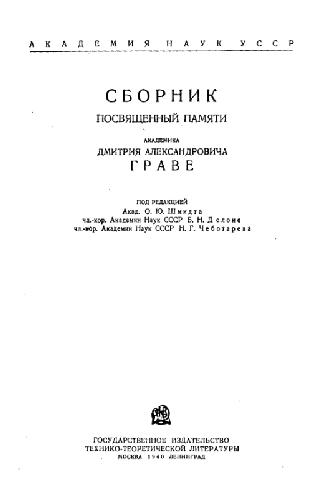 АКАДЕМИЯ НАУК УССР
СБОРНИК
ПОСВЯЩЕННЫЙ ПАМЯТИ
АКАДЕМИКА
ДМИТРИЯ АЛЕКСАНДРОВИЧА
ГРАВЕ
ПОД РЕДАКЦИЕЙ
Акад. О. Ю. Шмидта
чл.-кор. Академии Наук СССР Б. Н. Делоне
чл.-кор. Академии Наук СССР Н. Г. Чеботарева
ГОСУДАРСТВЕННОЕ ИЗДАТЕЛЬСТВО
ТЕХНИКО-ТЕОРЕТИЧЕСКОЙ ЛИТЕРАТУРЫ
МОСКВА 1940 ЛЕНИНГРАД